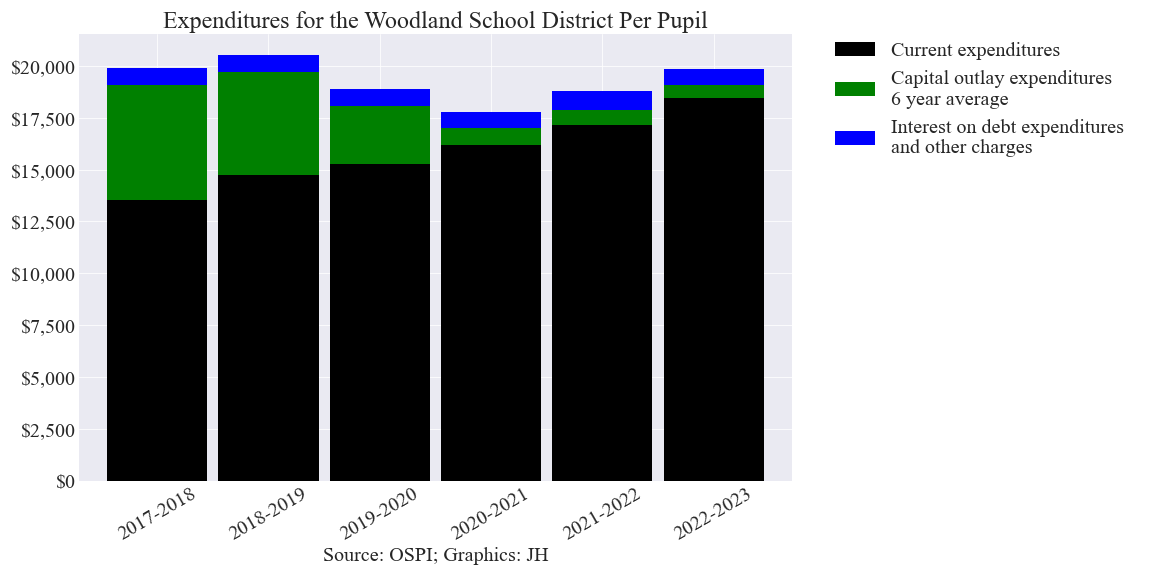 Expenditures for the Woodland School District Per Pupil
$20,000
$17,500
$15,000
$12,500
$10,000
$7,500
$5,000
$2,500
$0
2017-2018
2018-2019
2019-2020
2020-2021
2021-2022
2022-2023
Source: OSPI; Graphics: JH
Current expenditures
Capital outlay expenditures
6 year average
Interest on debt expenditures
and other charges